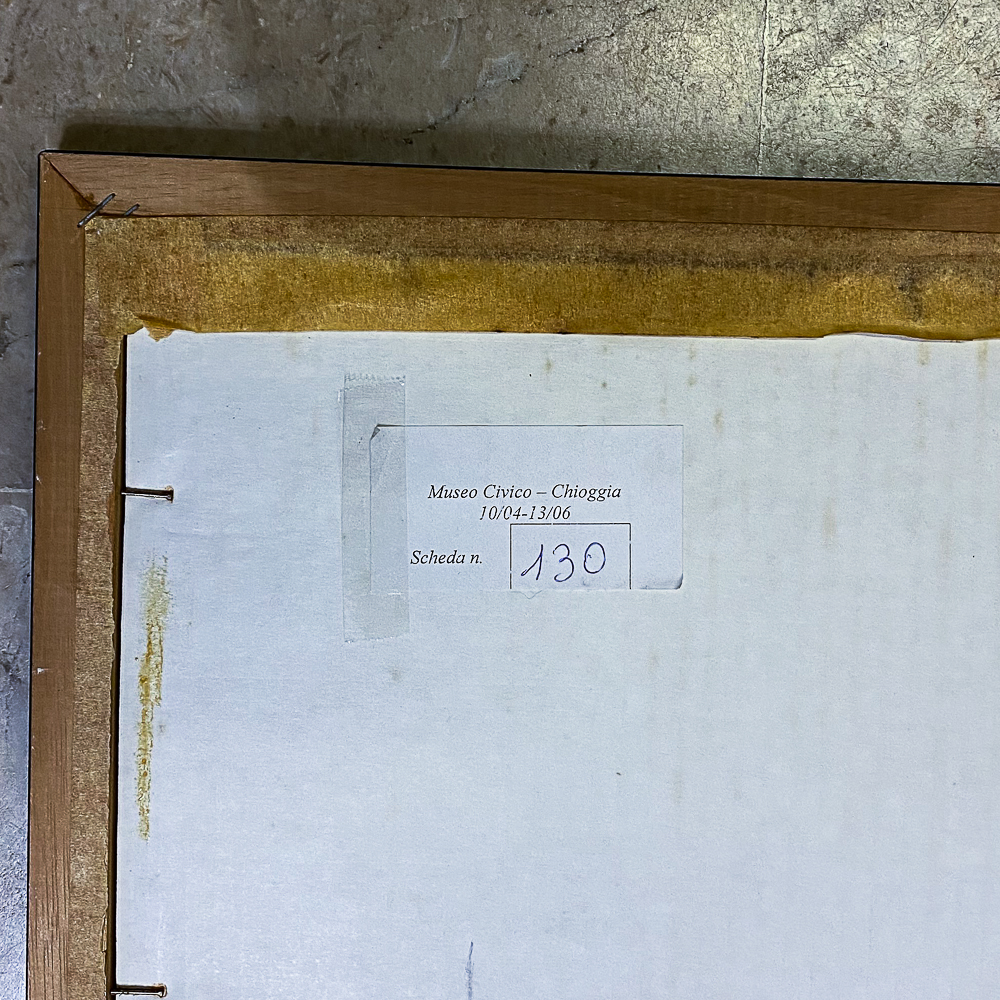 Museo Civico – Chioggia
10/04-13/06
Scheda n. 130